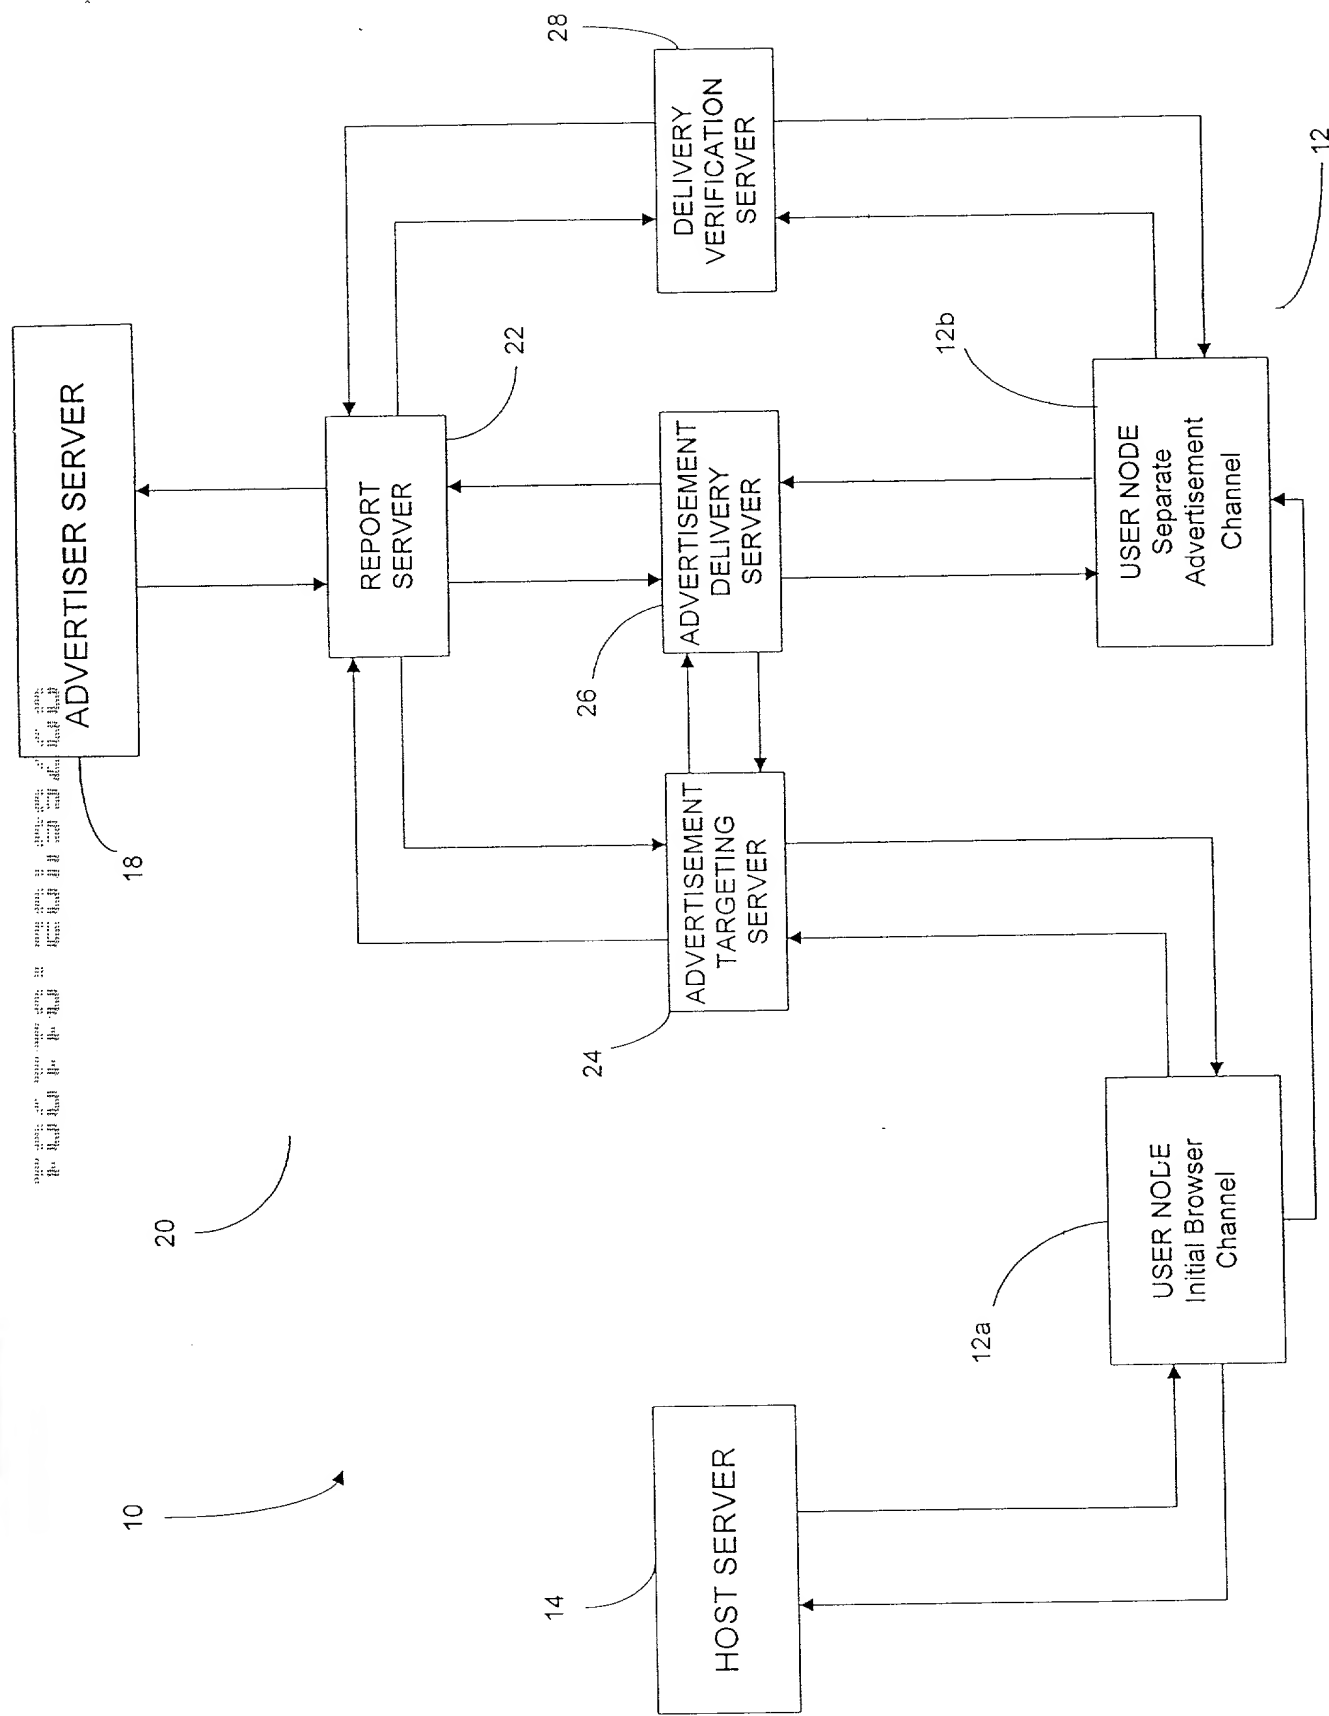 ADVERTISER SERVER
10
18
20
REPORT
SERVER
22
14
24
26
28
HOST SERVER
ADVERTISEMENT
TARGETING
SERVER
ADVERTISEMENT
DELIVERY
SERVER
DELIVERY
VERIFICATION
SERVER
12a
12b
USER NODE
Initial Browser
Channel
USER NODE
Separate
Advertisement
Channel
12